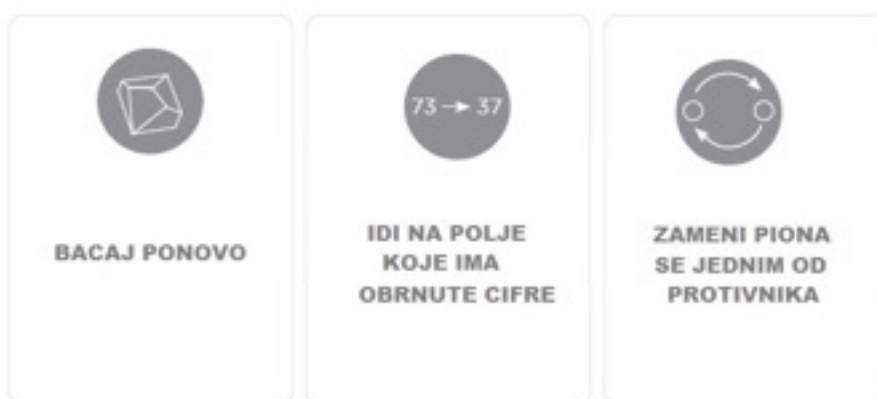 BACAJ PONOVO
73 → 37
IDI NA POLJE
KOJE IMA
OBRNUTE CIFRE
ZAMENI PIONA
SE JEDNIM OD
PROTIVNIKA